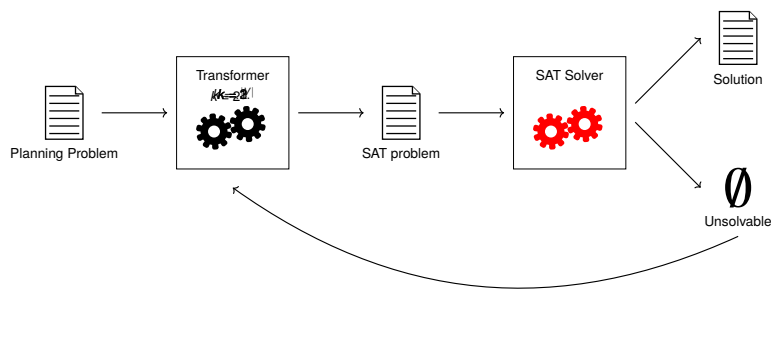 Solution
Transformer
SAT Solver
Planning Problem
SAT problem
∅
Unsolvable